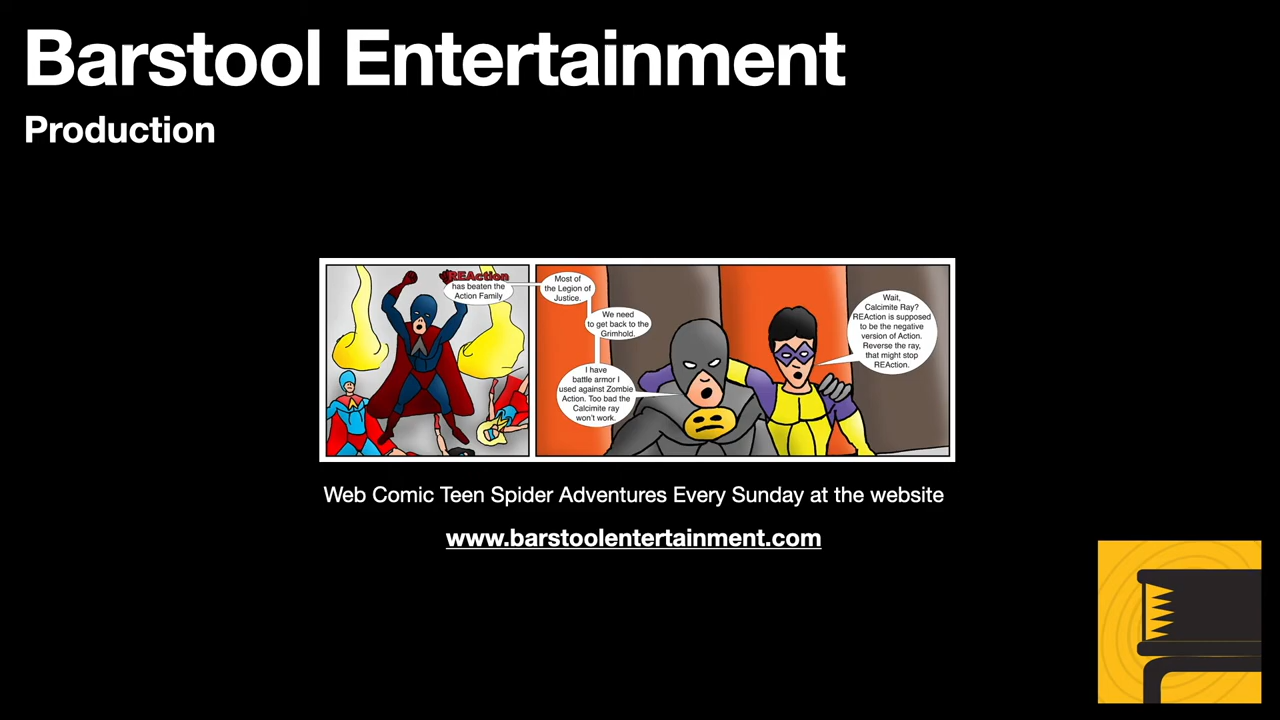 Barstool Entertainment
Production
REAction
has beaten the
Action Family
Most of
the Legion of
Justice.
We need
to get back to the
Grimhold.
I have
battle armor I
used against Zombie
Action. Too bad the
Calcimite ray
won't work.
Wait,
Calcimite Ray?
REAction is supposed
to be the negative
version of Action.
Reverse the ray,
that might stop
REAction.
Web Comic Teen Spider Adventures Every Sunday at the website
www.barstoolentertainment.com